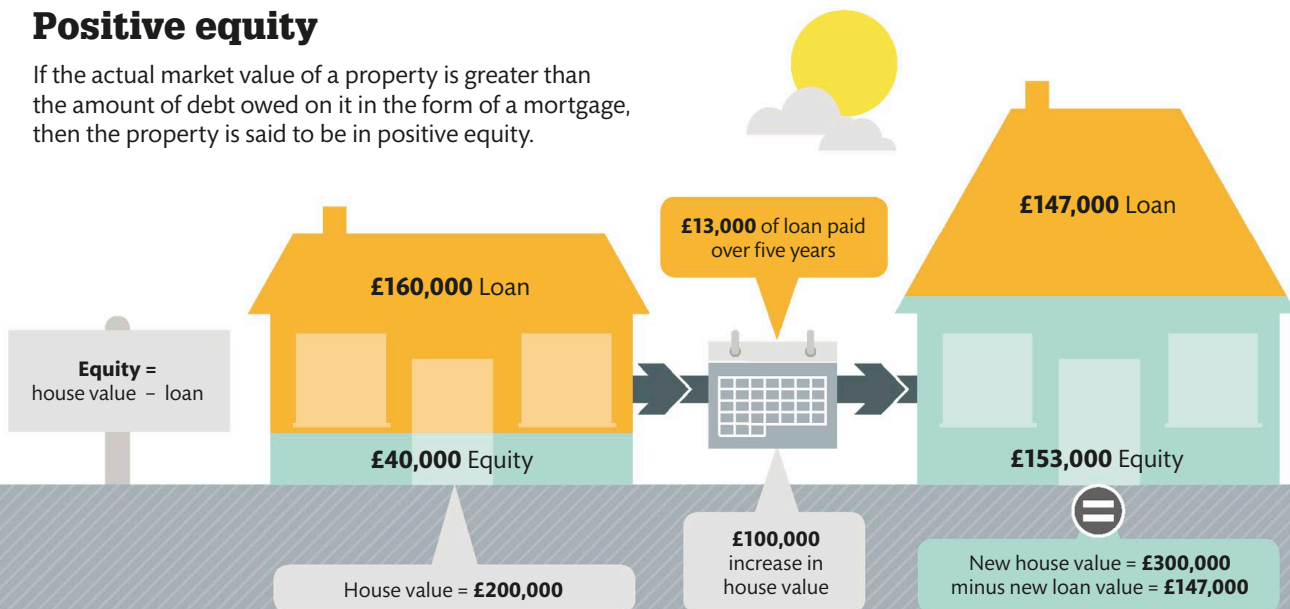 Positive equity
If the actual market value of a property is greater than
the amount of debt owed on it in the form of a mortgage,
then the property is said to be in positive equity.
Equity =
house value – loan
£160,000 Loan
£40,000 Equity
House value = £200,000
£13,000 of loan paid
over five years
£100,000
increase in
house value
£147,000 Loan
£153,000 Equity
=
New house value = £300,000
minus new loan value = £147,000